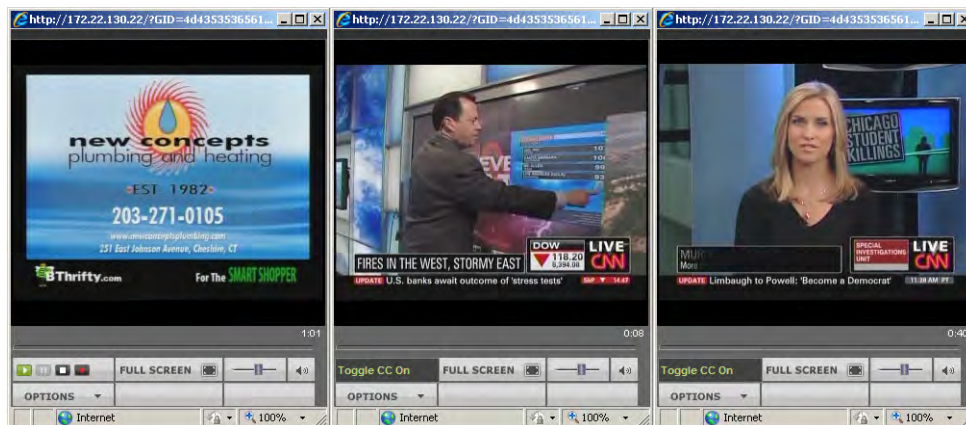 http://172.22.130.22/?GID=4d4353536561...
new concepts
plumbing and heating
EST 1982
203-271-0105
www.newconceptsplumbing.com
251 East Johnson Avenue, Cheshire, CT
BThrifty.com
For The SMART SHOPPER
1:01
FULL SCREEN
OPTIONS
Internet
100%
http://172.22.130.22/?GID=4d4353536561...
FIRES IN THE WEST, STORMY EAST
DOW
118.20
LIVE
CNN
UPDATE U.S. banks await outcome of 'stress tests'
S&P
0:08
Toggle CC On
FULL SCREEN
OPTIONS
Internet
100%
http://172.22.130.22/?GID=4d4353536561...
CHICAGO
STUDENT
KILLINGS
More
SPECIAL
INVESTIGATIONS
UNIT
LIVE
CNN
UPDATE Limbaugh to Powell: 'Become a Democrat'
AM PT
0:40
Toggle CC On
FULL SCREEN
OPTIONS
Internet
100%